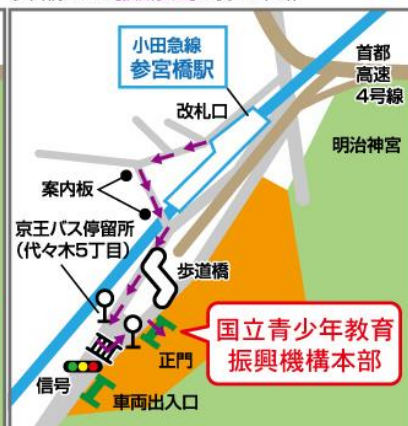 小田急線
参宮橋駅
首都
高速
4号線
改札口
明治神宮
案内板
京王バス停留所
(代々木5丁目)
歩道橋
国立青少年教育
振興機構本部
正門
信号
車両出入口